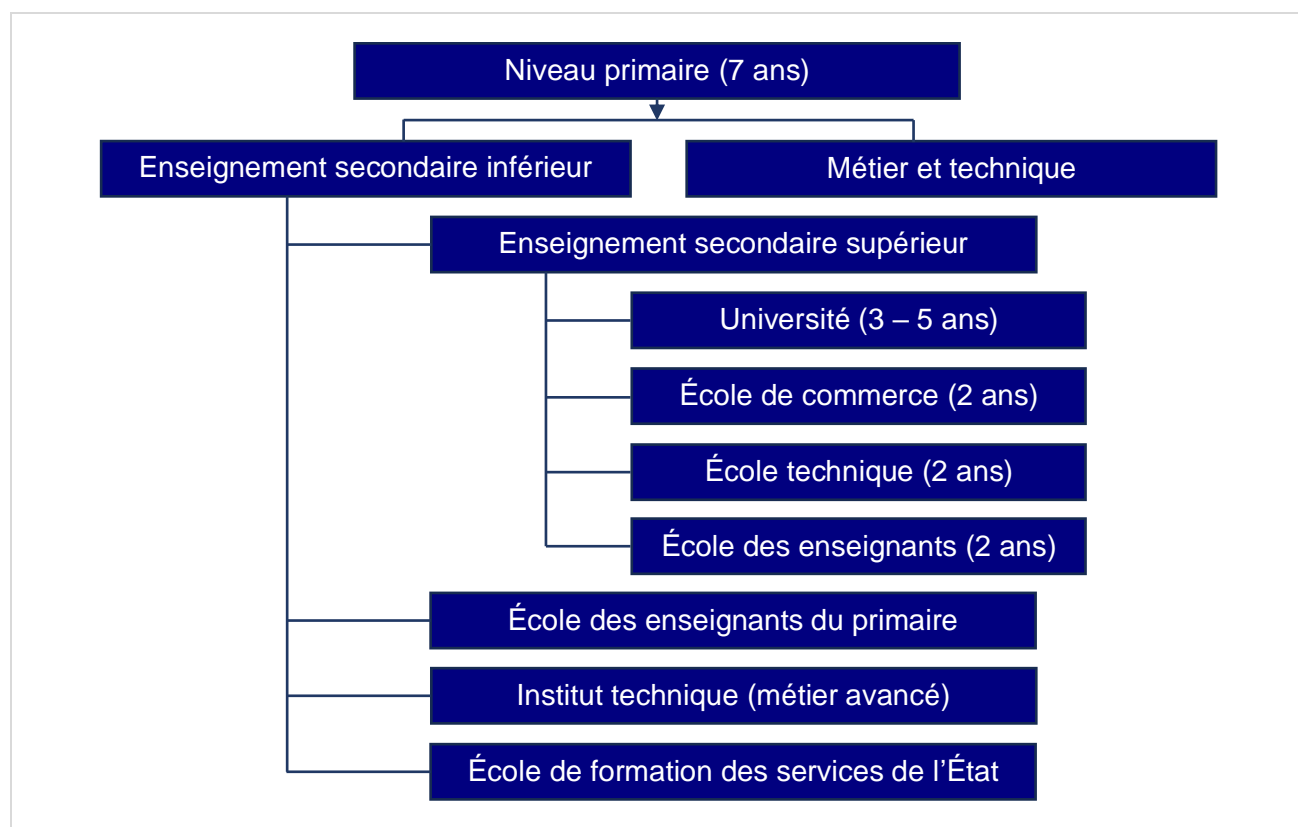 Niveau primaire (7 ans)
Enseignement secondaire inférieur
Métier et technique
Enseignement secondaire supérieur
Université (3 – 5 ans)
École de commerce (2 ans)
École technique (2 ans)
École des enseignants (2 ans)
École des enseignants du primaire
Institut technique (métier avancé)
École de formation des services de l’État